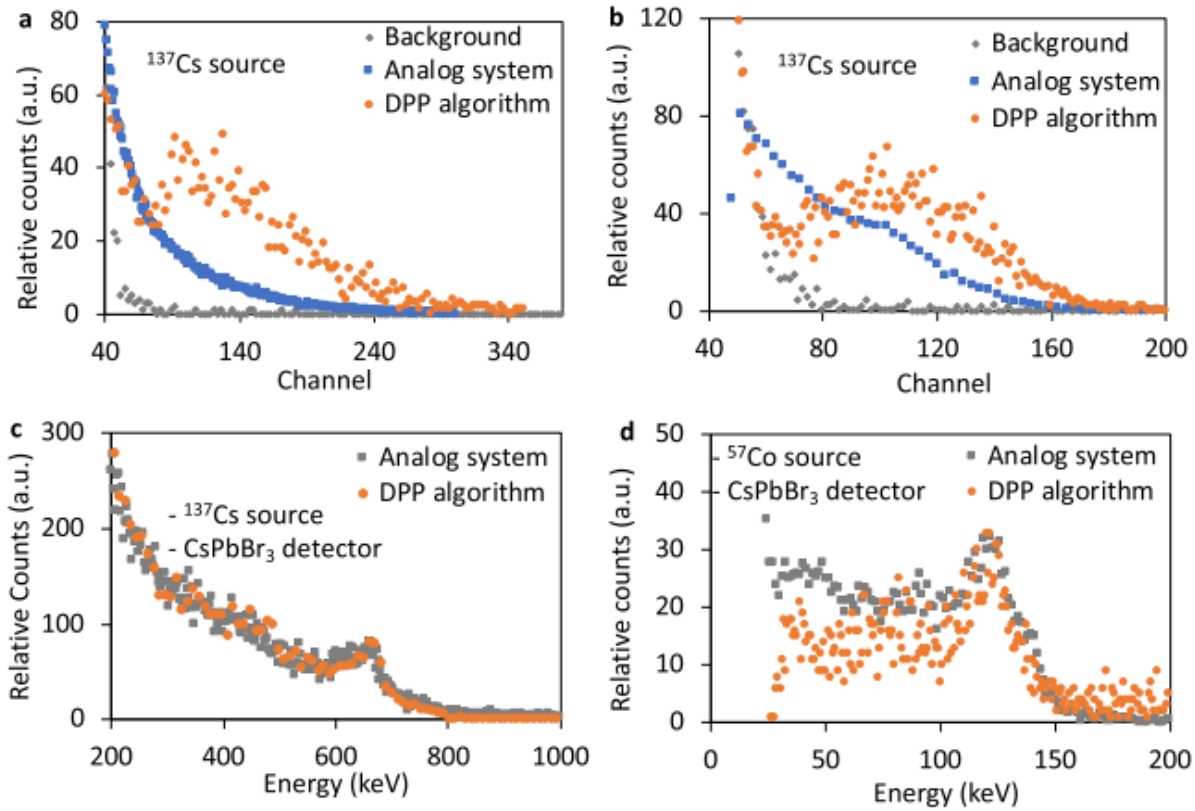 a
Relative counts (a.u.)
80
60
40
20
0
¹³⁷Cs source
Background
Analog system
DPP algorithm
40 140 240 340
Channel
b
Relative counts (a.u.)
120
80
40
0
¹³⁷Cs source
Background
Analog system
DPP algorithm
40 80 120 160 200
Channel
c
Relative Counts (a.u.)
300
200
100
0
Analog system
DPP algorithm
- ¹³⁷Cs source
- CsPbBr₃ detector
200 400 600 800 1000
Energy (keV)
d
Relative counts (a.u.)
50
40
30
20
10
0
- ⁵⁷Co source
- CsPbBr₃ detector
Analog system
DPP algorithm
0 50 100 150 200
Energy (keV)